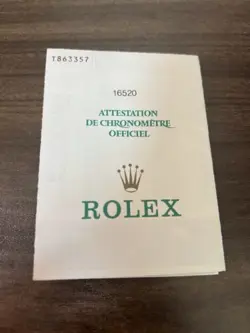 T863357
16520
ATTESTATION
DE CHRONOMÈTRE
OFFICIEL
ROLEX